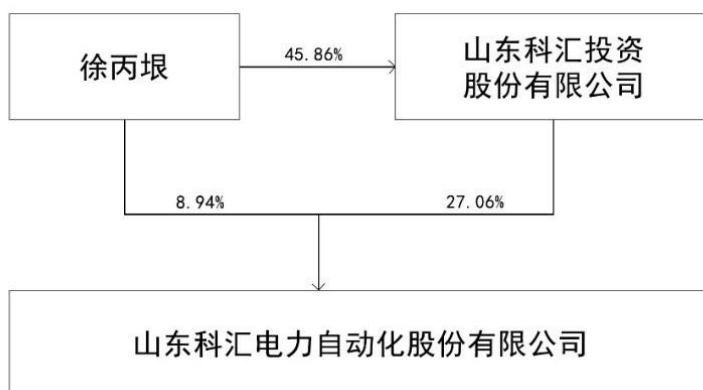 徐丙垠
45.86%
山东科汇投资
股份有限公司
8.94%
27.06%
山东科汇电力自动化股份有限公司